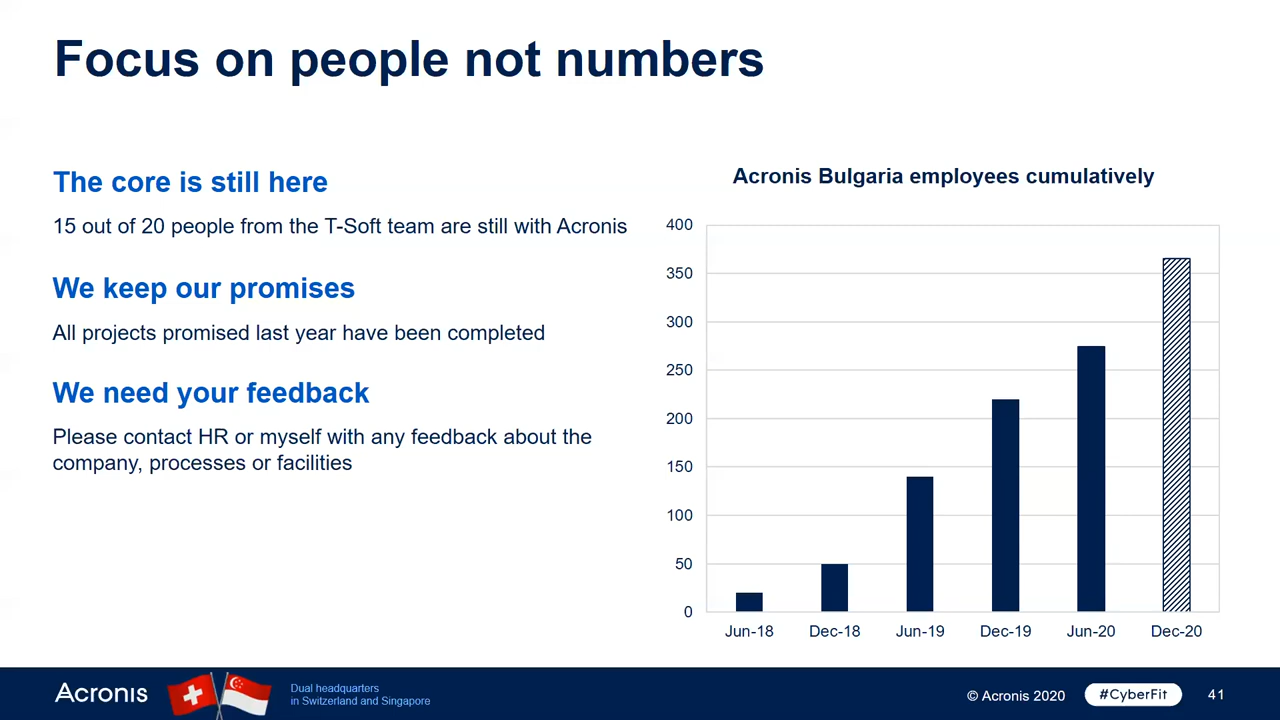 Focus on people not numbers
The core is still here
15 out of 20 people from the T-Soft team are still with Acronis
We keep our promises
All projects promised last year have been completed
We need your feedback
Please contact HR or myself with any feedback about the
company, processes or facilities
Acronis Bulgaria employees cumulatively
400
350
300
250
200
150
100
50
0
Jun-18 Dec-18 Jun-19 Dec-19 Jun-20 Dec-20
Acronis
Dual headquarters
in Switzerland and Singapore
© Acronis 2020
#CyberFit
41